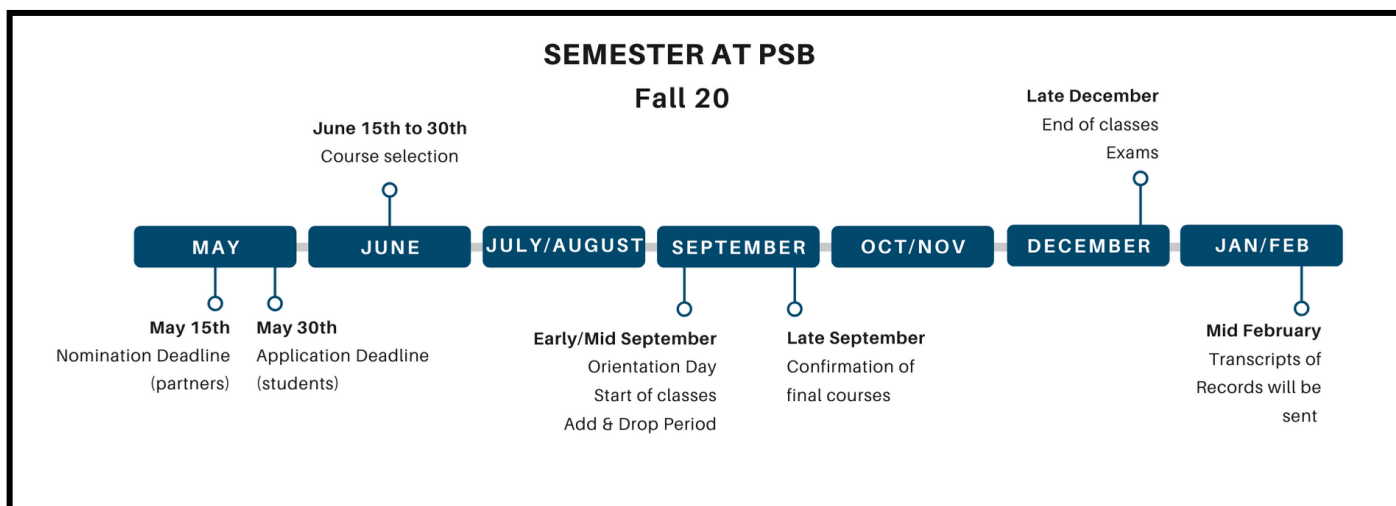 SEMESTER AT PSB
Fall 20
June 15th to 30th
Course selection
Late December
End of classes
Exams
MAY
JUNE
JULY/AUGUST
SEPTEMBER
OCT/NOV
DECEMBER
JAN/FEB
May 15th
Nomination Deadline
(partners)
May 30th
Application Deadline
(students)
Early/Mid September
Orientation Day
Start of classes
Add & Drop Period
Late September
Confirmation of
final courses
Mid February
Transcripts of
Records will be
sent